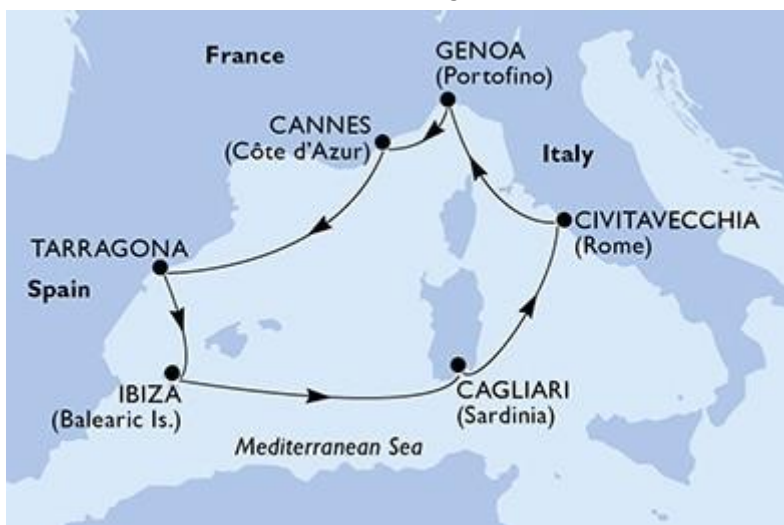 GENOA
(Portofino)
France
CANNES
(Côte d'Azur)
Italy
CIVITAVECCHIA
(Rome)
TARRAGONA
Spain
IBIZA
(Balearic Is.)
CAGLIARI
(Sardinia)
Mediterranean Sea